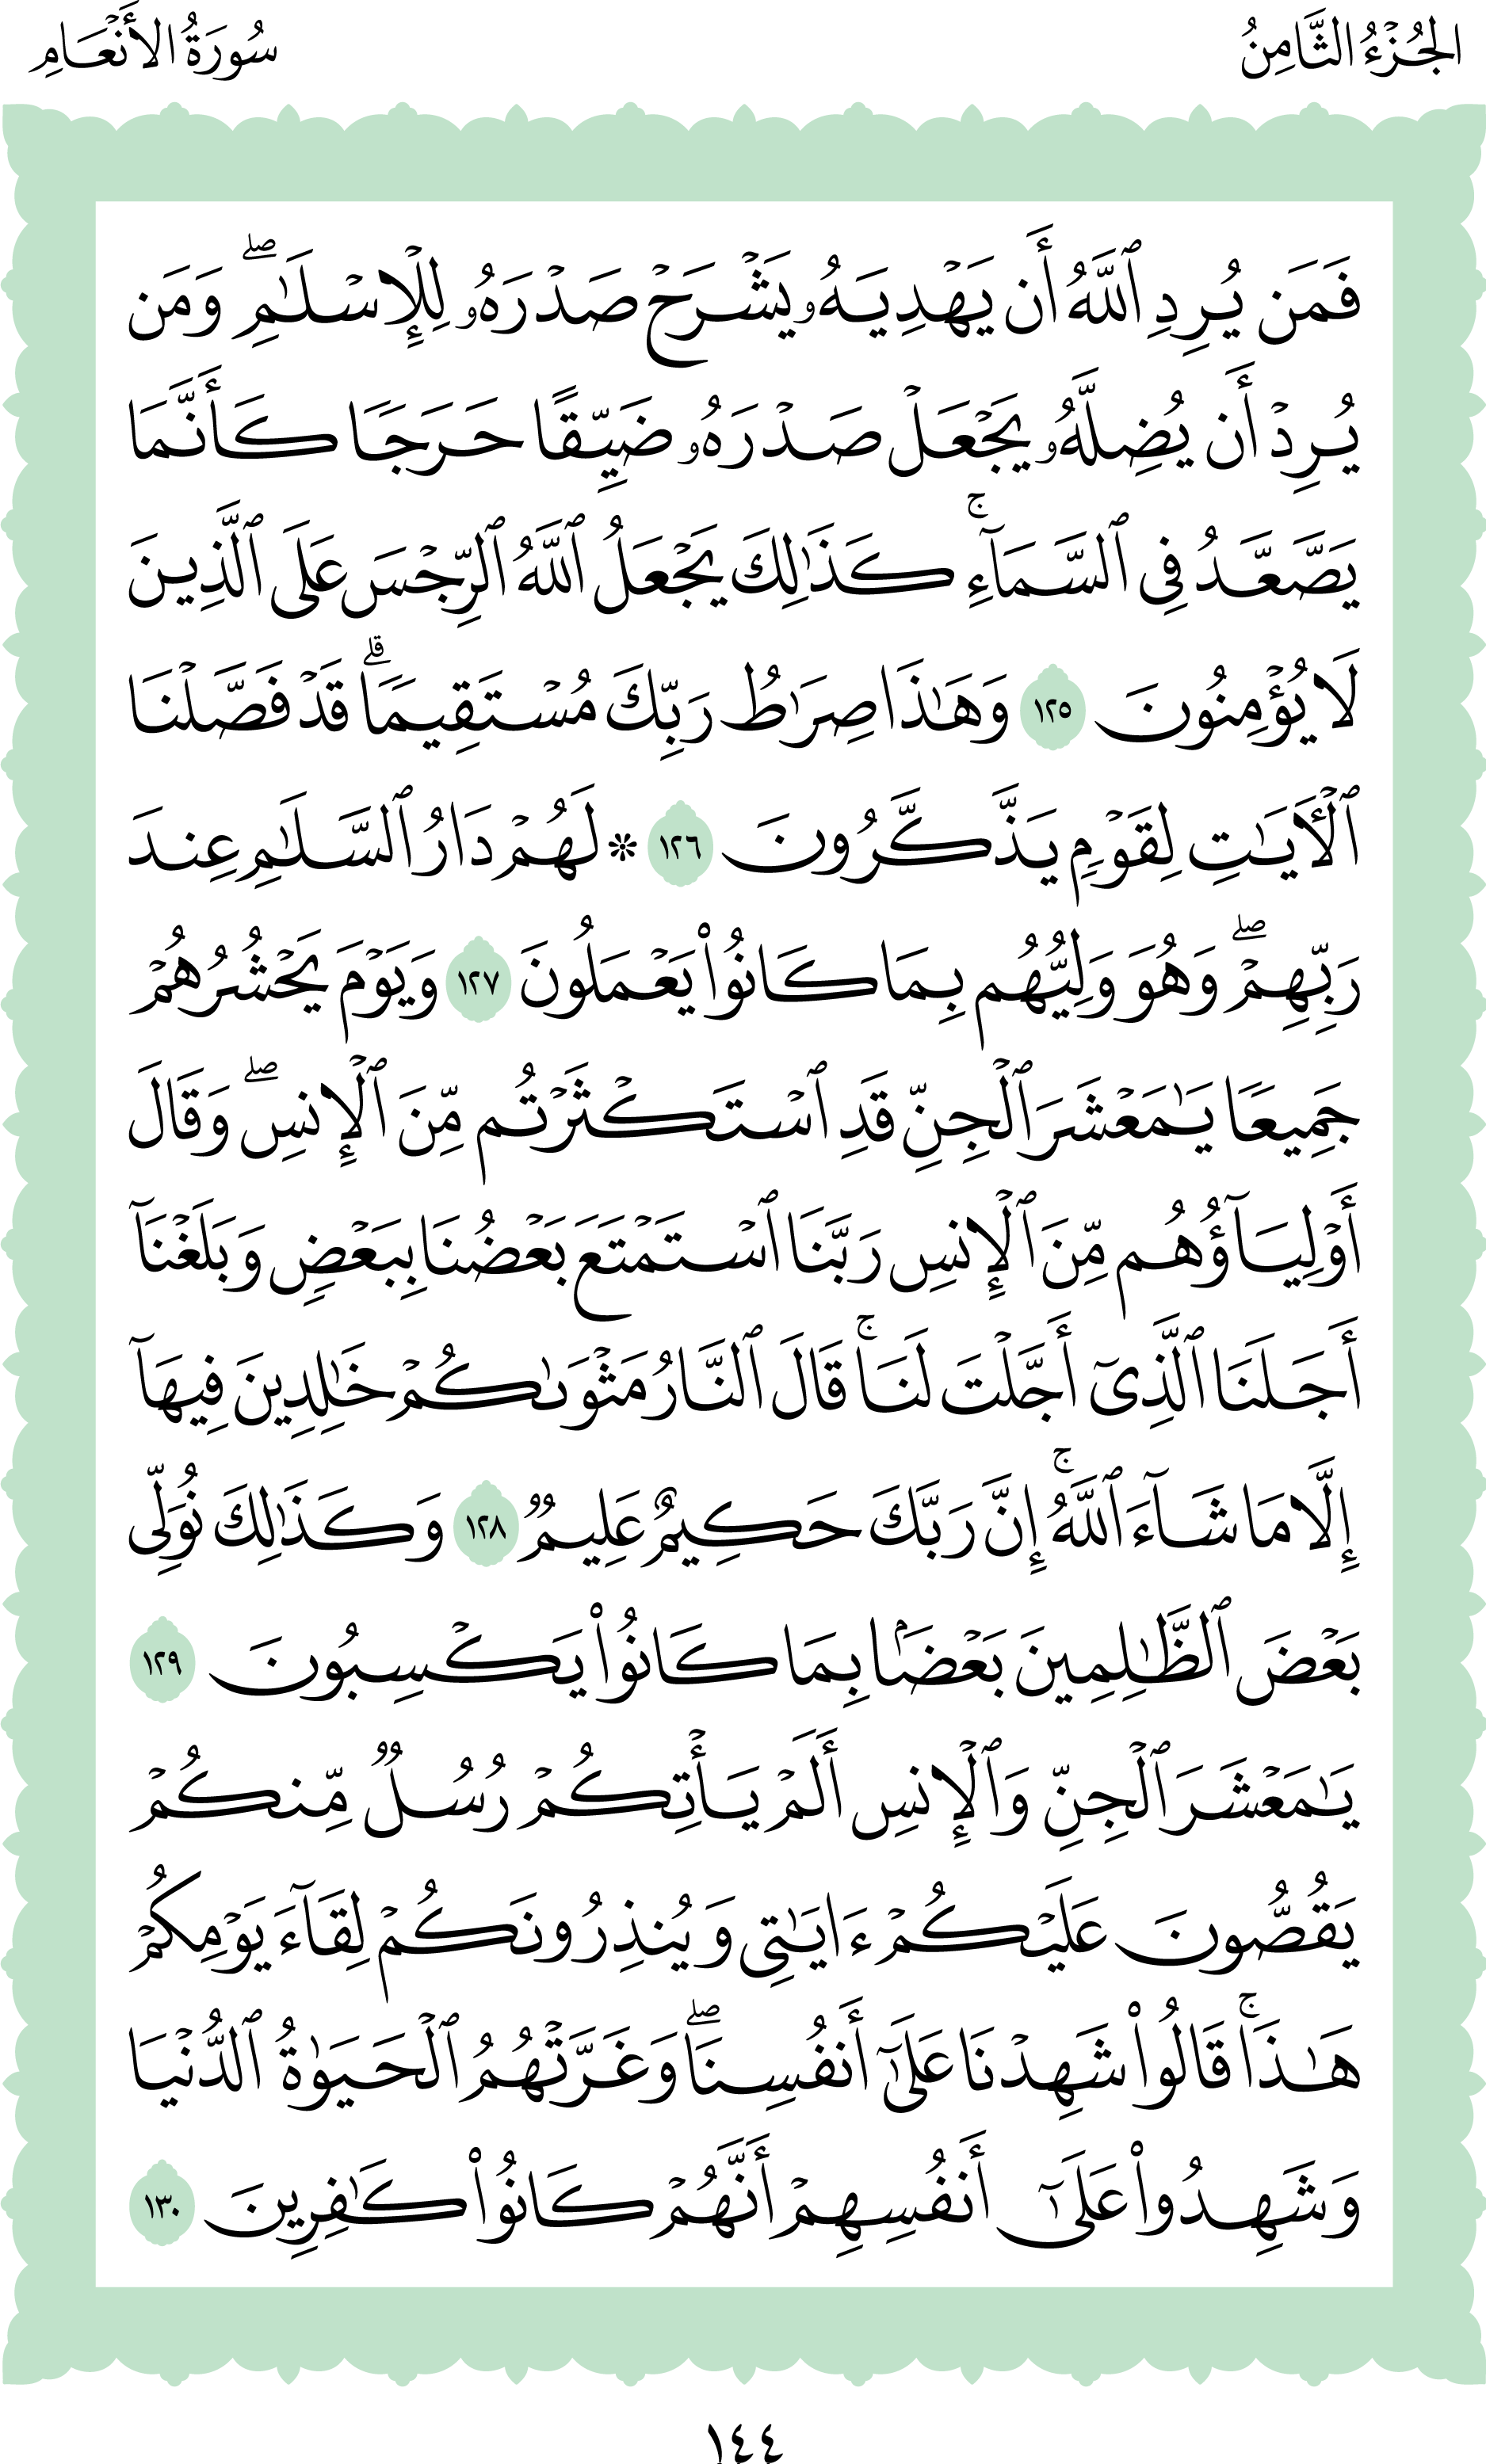 الجُزْءُ الثَّامِنُ
سُورَةُ الأَنْعَامِ
فَمَن يُرِدِ ٱللَّهُ أَن يَهۡدِيَهُۥ يَشۡرَحۡ صَدۡرَهُۥ لِلۡإِسۡلَٰمِۖ وَمَن
يُرِدۡ أَن يُضِلَّهُۥ يَجۡعَلۡ صَدۡرَهُۥ ضَيِّقًا حَرَجٗا كَأَنَّمَا
يَصَّعَّدُ فِي ٱلسَّمَآءِۚ كَذَٰلِكَ يَجۡعَلُ ٱللَّهُ ٱلرِّجۡسَ عَلَى ٱلَّذِينَ
لَا يُؤۡمِنُونَ ١٢٥ وَهَٰذَا صِرَٰطُ رَبِّكَ مُسۡتَقِيمٗاۗ قَدۡ فَصَّلۡنَا
ٱلۡأٓيَٰتِ لِقَوۡمٖ يَذَّكَّرُونَ ١٢٦ ۞ لَهُمۡ دَارُ ٱلسَّلَٰمِ عِندَ
رَبِّهِمۡۖ وَهُوَ وَلِيُّهُم بِمَا كَانُواْ يَعۡمَلُونَ ١٢٧ وَيَوۡمَ يَحۡشُرُهُمۡ
جَمِيعٗا يَٰمَعۡشَرَ ٱلۡجِنِّ قَدِ ٱسۡتَكۡثَرۡتُم مِّنَ ٱلۡإِنسِۖ وَقَالَ
أَوۡلِيَآؤُهُم مِّنَ ٱلۡإِنسِ رَبَّنَا ٱسۡتَمۡتَعَ بَعۡضُنَا بِبَعۡضٖ وَبَلَغۡنَآ
أَجَلَنَا ٱلَّذِيٓ أَجَّلۡتَ لَنَاۚ قَالَ ٱلنَّارُ مَثۡوَىٰكُمۡ خَٰلِدِينَ فِيهَآ
إِلَّا مَا شَآءَ ٱللَّهُۚ إِنَّ رَبَّكَ حَكِيمٌ عَلِيمٞ ١٢٨ وَكَذَٰلِكَ نُوَلِّي
بَعۡضَ ٱلظَّٰلِمِينَ بَعۡضَۢا بِمَا كَانُواْ يَكۡسِبُونَ ١٢٩
يَٰمَعۡشَرَ ٱلۡجِنِّ وَٱلۡإِنسِ أَلَمۡ يَأۡتِكُمۡ رُسُلٞ مِّنكُمۡ
يَقُصُّونَ عَلَيۡكُمۡ ءَايَٰتِي وَيُنذِرُونَكُمۡ لِقَآءَ يَوۡمِكُمۡ
هَٰذَاۚ قَالُواْ شَهِدۡنَا عَلَىٰٓ أَنفُسِنَاۖ وَغَرَّتۡهُمُ ٱلۡحَيَوٰةُ ٱلدُّنۡيَا
وَشَهِدُواْ عَلَىٰٓ أَنفُسِهِمۡ أَنَّهُمۡ كَانُواْ كَٰفِرِينَ ١٣٠
١٤٤